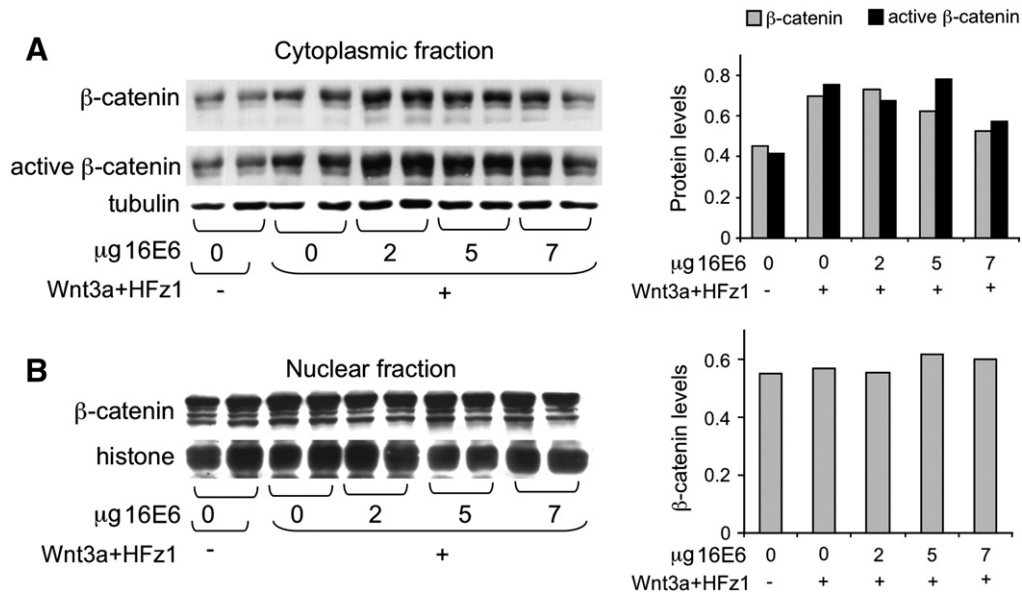 A
Cytoplasmic fraction
β-catenin
active β-catenin
tubulin
μg 16E6 0 0 2 5 7
Wnt3a+HFz1 - +
β-catenin active β-catenin
Protein levels
0.8
0.6
0.4
0.2
0
μg 16E6 0 0 2 5 7
Wnt3a+HFz1 - + + + +
B
Nuclear fraction
β-catenin
histone
μg 16E6 0 0 2 5 7
Wnt3a+HFz1 - +
β-catenin levels
0.6
0.4
0.2
0
μg 16E6 0 0 2 5 7
Wnt3a+HFz1 - + + + +